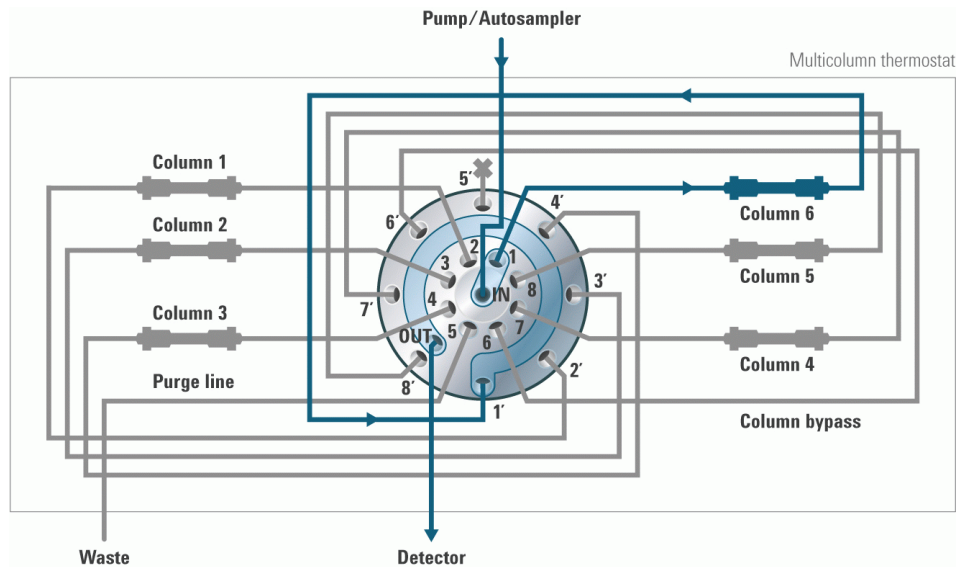 Pump/Autosampler
Multicolumn thermostat
Column 1
Column 2
Column 3
Purge line
Waste
Detector
Column 6
Column 5
Column 4
Column bypass
5′
6′
4′
7′
3′
8′
2′
1′
2
1
3
8
4
IN
7
5
6
OUT